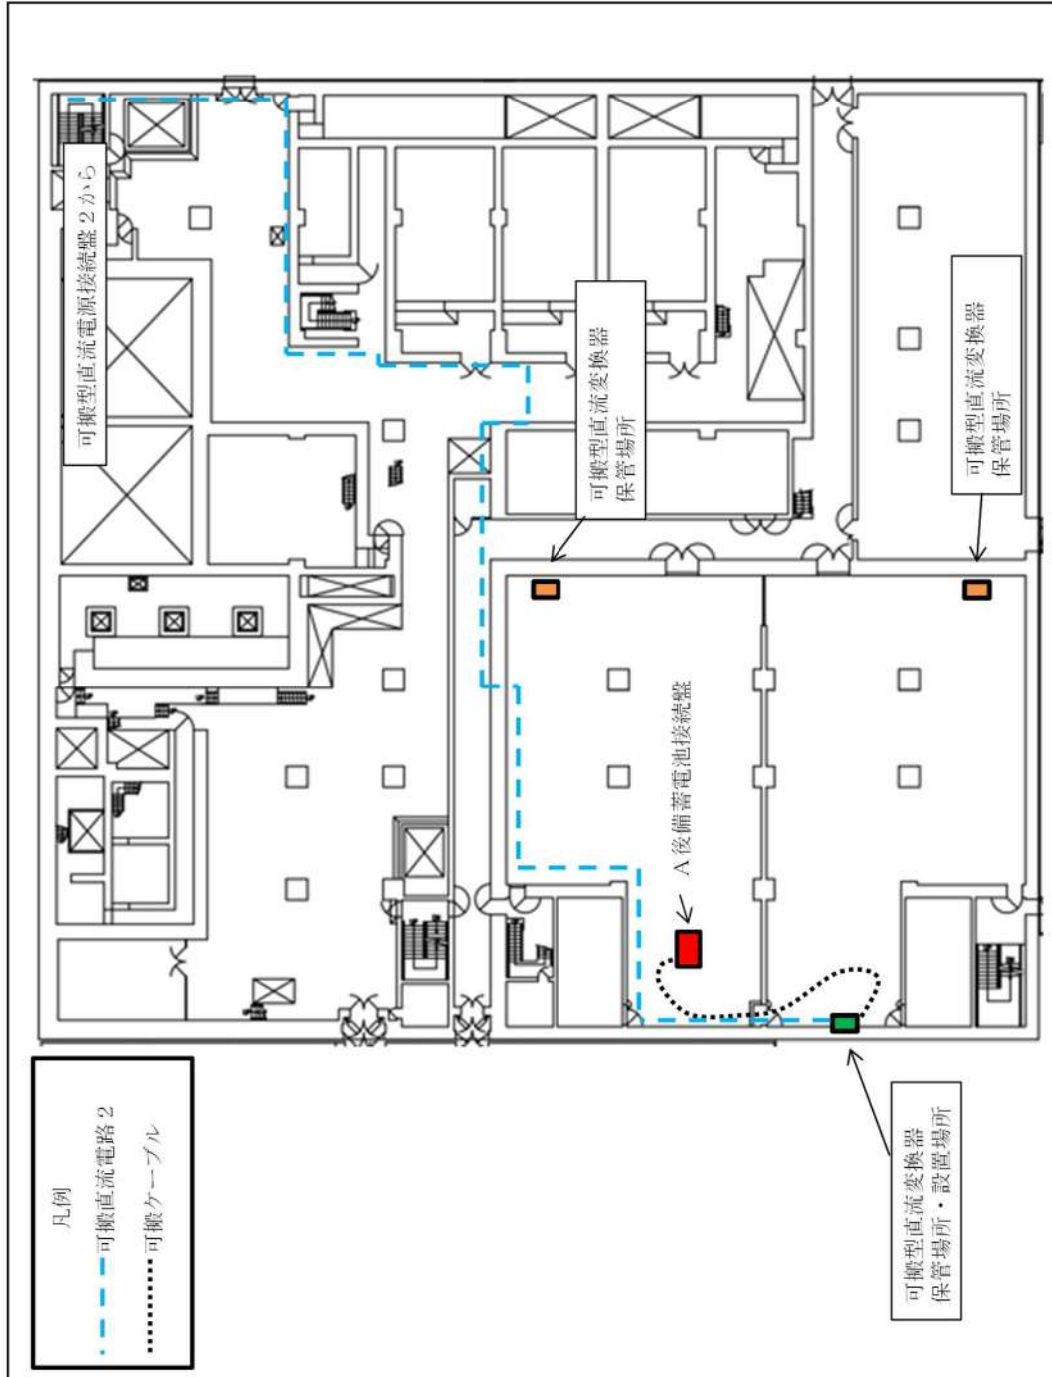 凡例
可搬直流電路2
可搬ケーブル
可搬型直流電源接続盤2から
可搬型直流変換器
保管場所
可搬型直流変換器
保管場所
A後備蓄電池接続盤
可搬型直流変換器
保管場所・設置場所